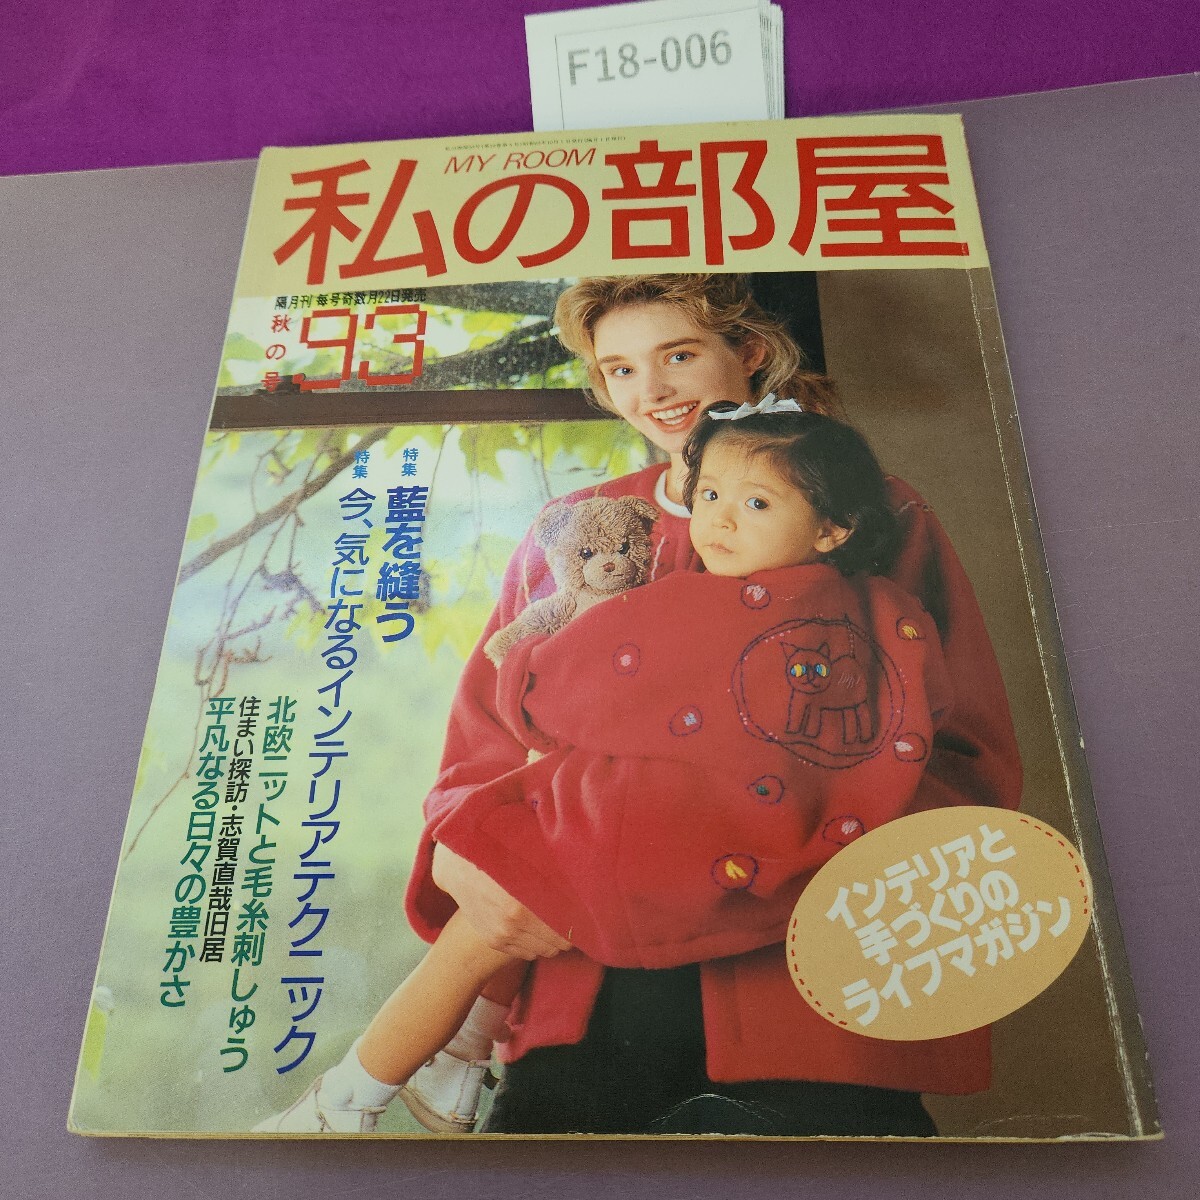 F18-006
MY ROOM
私の部屋
隔月刊 毎号奇数月22日発売
秋の号
.93
特集 藍を縫う
特集 今、気になるインテリアテクニック
北欧ニットと毛糸刺しゅう
住まい探訪・志賀直哉旧居
平凡なる日々の豊かさ
インテリアと
手づくりの
ライフマガジン